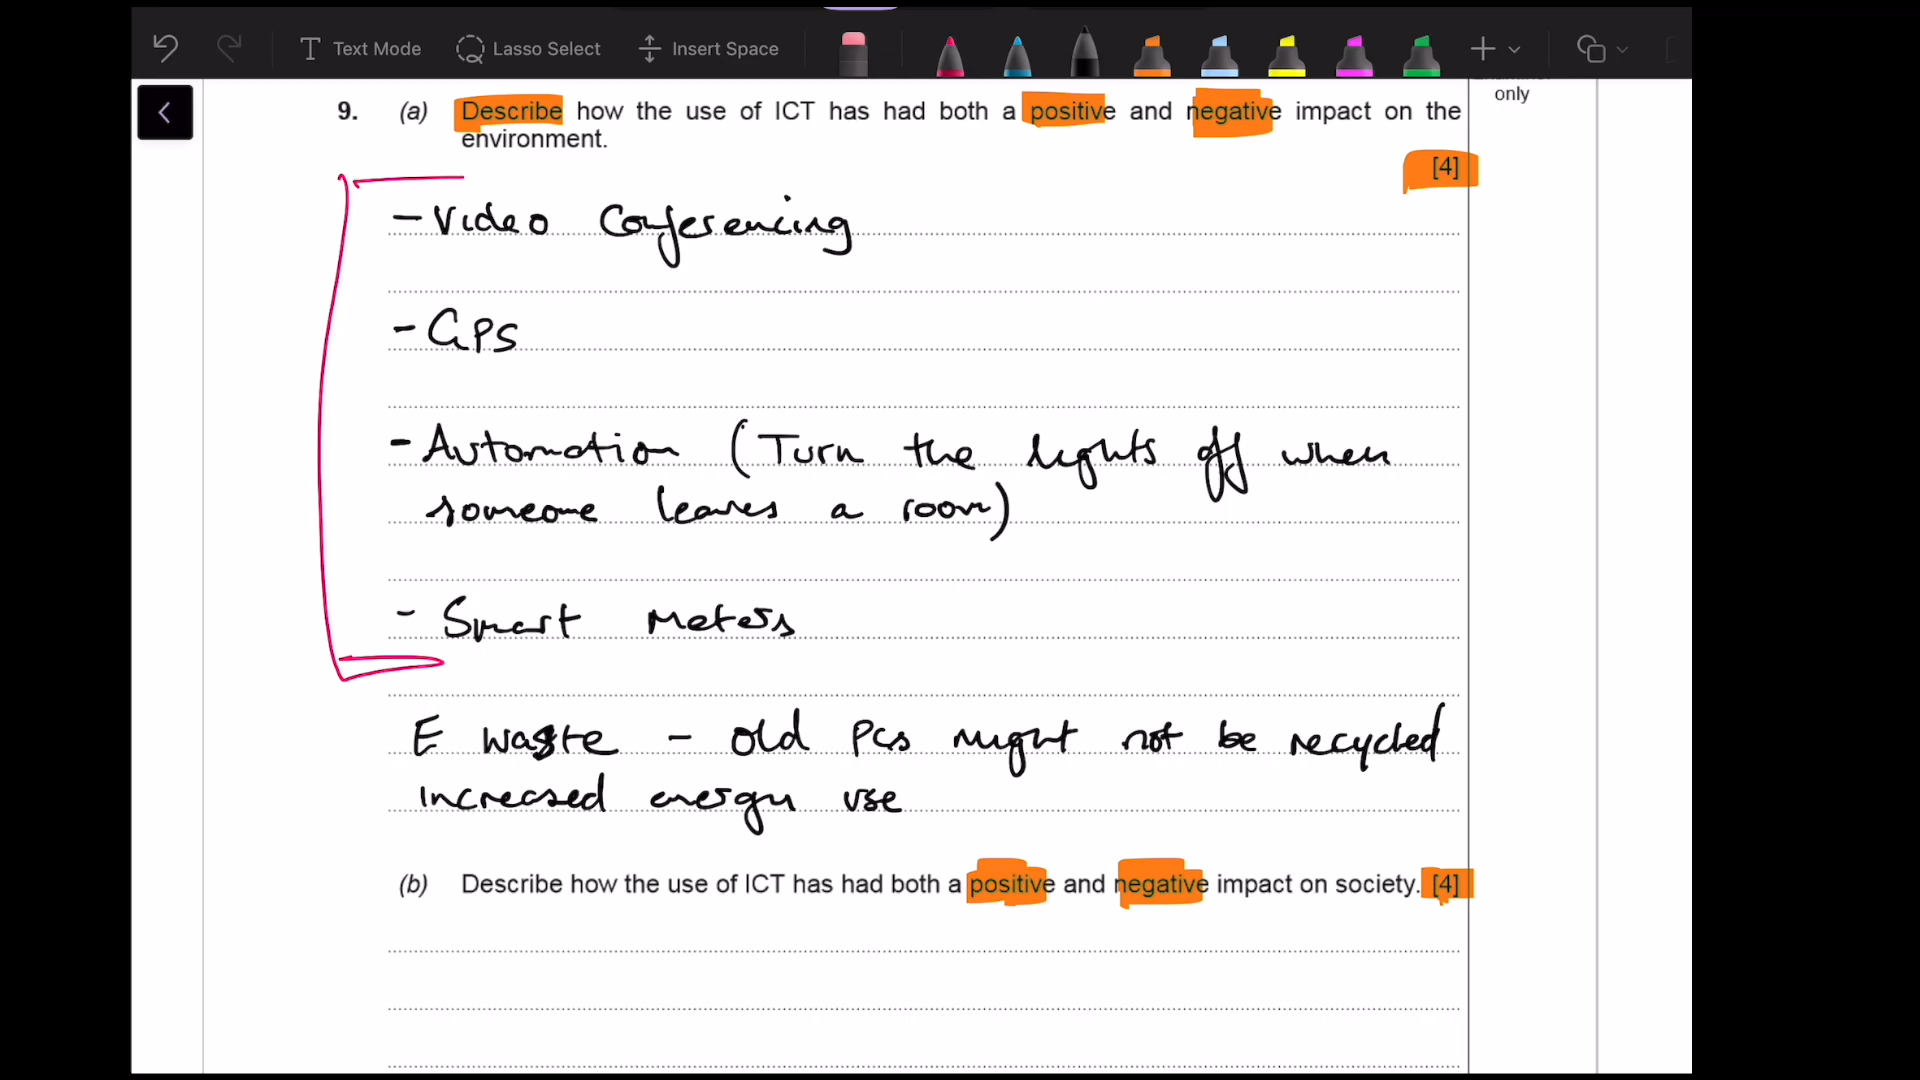 Text Mode
Lasso Select
Insert Space
only
9. (a) Describe how the use of ICT has had both a positive and negative impact on the
environment.
[4]
- Video Conferencing
- GPS
- Automation (Turn the lights off when
someone leaves a room)
- Smart Meters
E waste - old PCs might not be recycled
increased energy use
(b) Describe how the use of ICT has had both a positive and negative impact on society. [4]